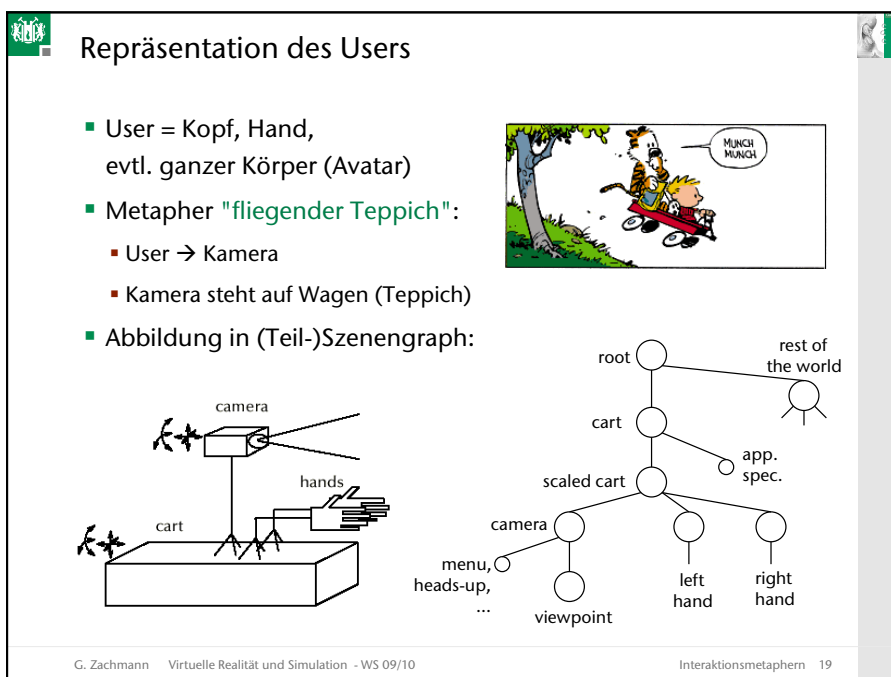 Repräsentation des Users
▪ User = Kopf, Hand,
evtl. ganzer Körper (Avatar)
▪ Metapher "fliegender Teppich":
▪ User → Kamera
▪ Kamera steht auf Wagen (Teppich)
▪ Abbildung in (Teil-)Szenengraph:
MUNCH
MUNCH
camera
hands
cart
root
rest of
the world
cart
app.
spec.
scaled cart
camera
menu,
heads-up,
...
viewpoint
left
hand
right
hand
G. Zachmann Virtuelle Realität und Simulation - WS 09/10
Interaktionsmetaphern 19